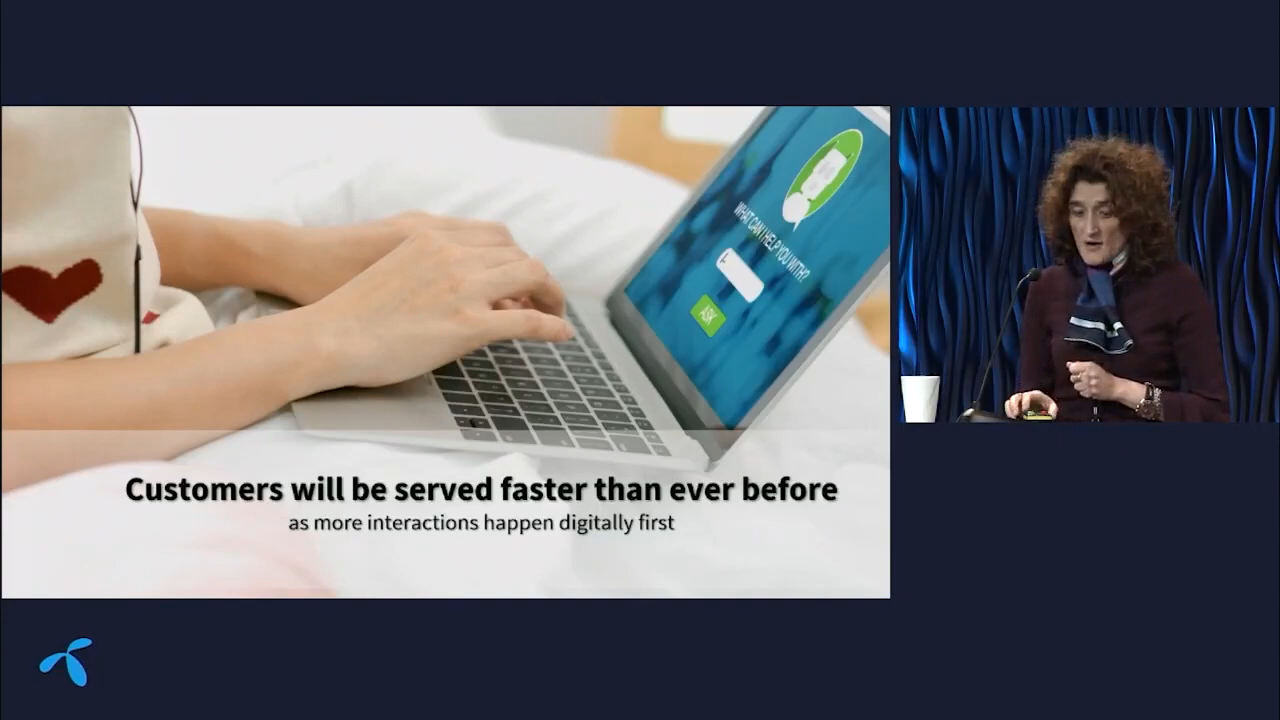 WHAT CAN I HELP YOU WITH?
ASK
Customers will be served faster than ever before
as more interactions happen digitally first